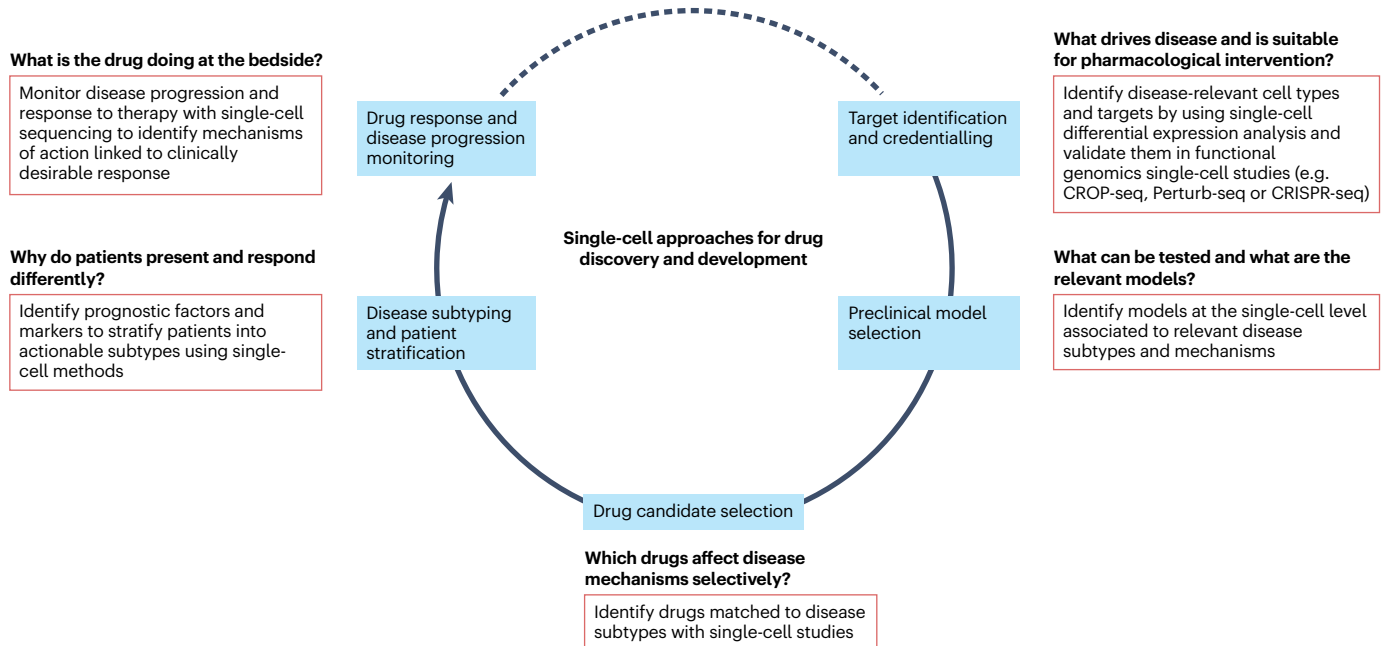 What is the drug doing at the bedside?
Monitor disease progression and
response to therapy with single-cell
sequencing to identify mechanisms
of action linked to clinically
desirable response
Drug response and
disease progression
monitoring
Target identification
and credentialling
What drives disease and is suitable
for pharmacological intervention?
Identify disease-relevant cell types
and targets by using single-cell
differential expression analysis and
validate them in functional
genomics single-cell studies (e.g.
CROP-seq, Perturb-seq or CRISPR-seq)
Single-cell approaches for drug
discovery and development
Why do patients present and respond
differently?
Identify prognostic factors and
markers to stratify patients into
actionable subtypes using single-
cell methods
Disease subtyping
and patient
stratification
Preclinical model
selection
What can be tested and what are the
relevant models?
Identify models at the single-cell level
associated to relevant disease
subtypes and mechanisms
Drug candidate selection
Which drugs affect disease
mechanisms selectively?
Identify drugs matched to disease
subtypes with single-cell studies